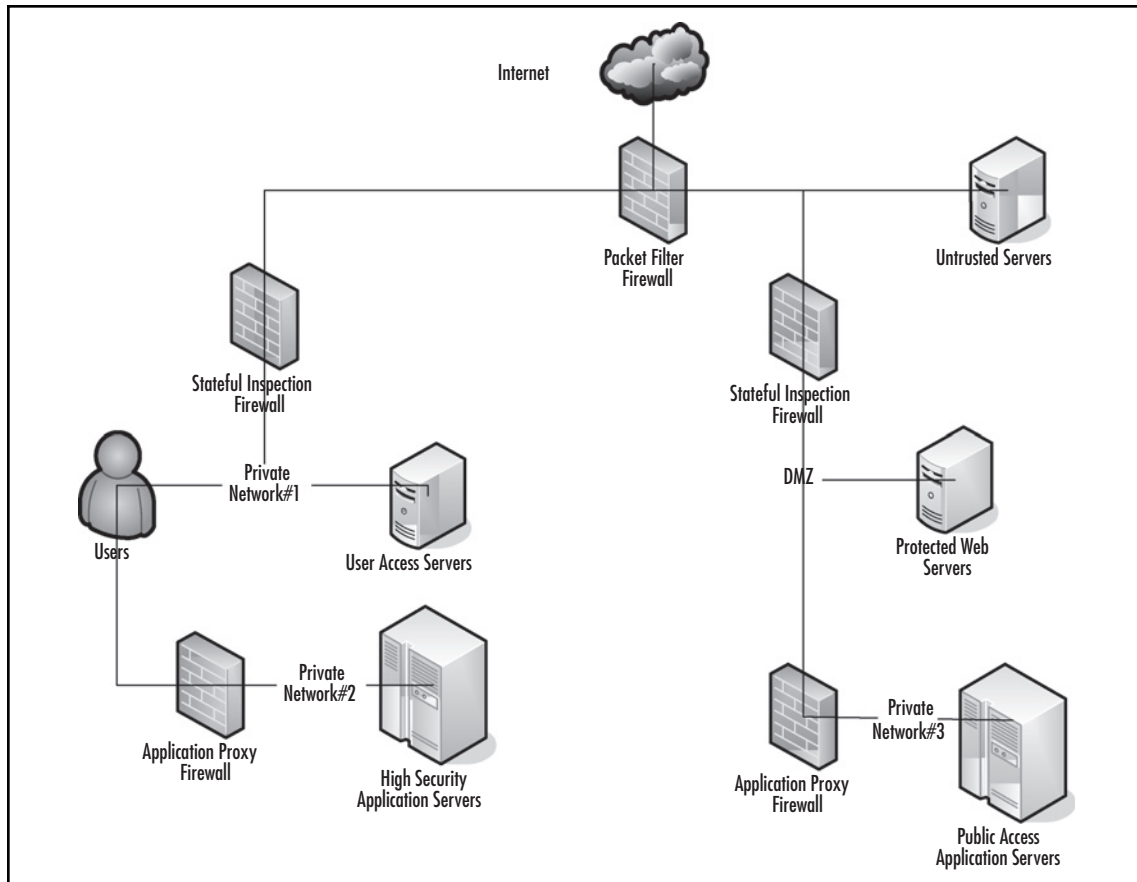 Internet
Packet Filter
Firewall
Untrusted Servers
Stateful Inspection
Firewall
Stateful Inspection
Firewall
Private
Network#1
Users
User Access Servers
DMZ
Protected Web
Servers
Private
Network#2
Application Proxy
Firewall
High Security
Application Servers
Private
Network#3
Application Proxy
Firewall
Public Access
Application Servers